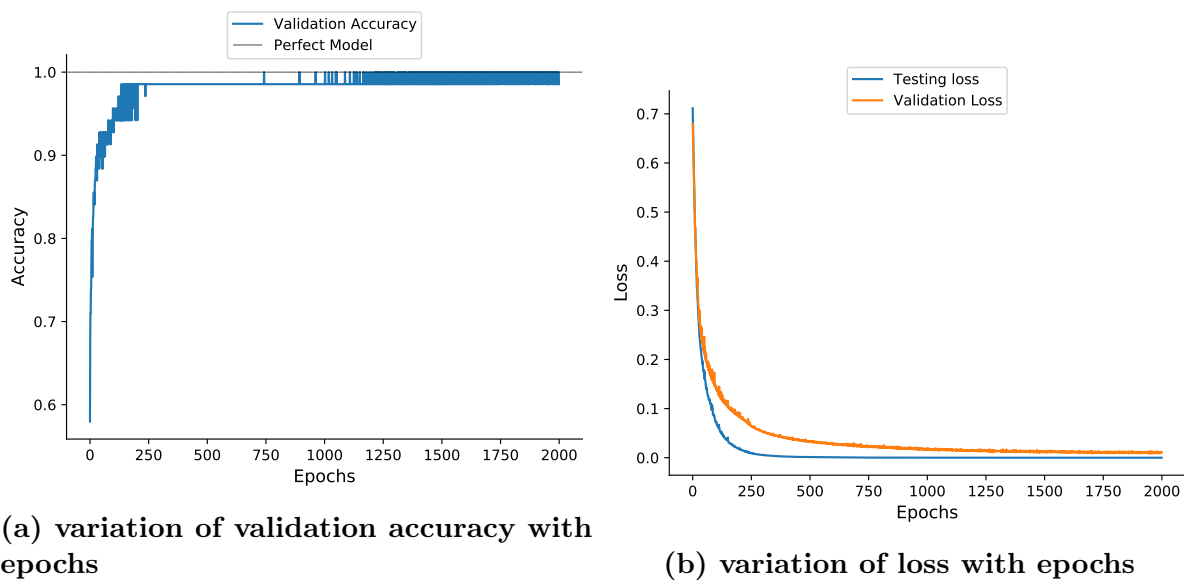 Validation Accuracy
Perfect Model
1.0
0.9
0.8
0.7
0.6
Accuracy
0 250 500 750 1000 1250 1500 1750 2000
Epochs
(a) variation of validation accuracy with
epochs
Testing loss
Validation Loss
0.7
0.6
0.5
0.4
0.3
0.2
0.1
0.0
Loss
0 250 500 750 1000 1250 1500 1750 2000
Epochs
(b) variation of loss with epochs